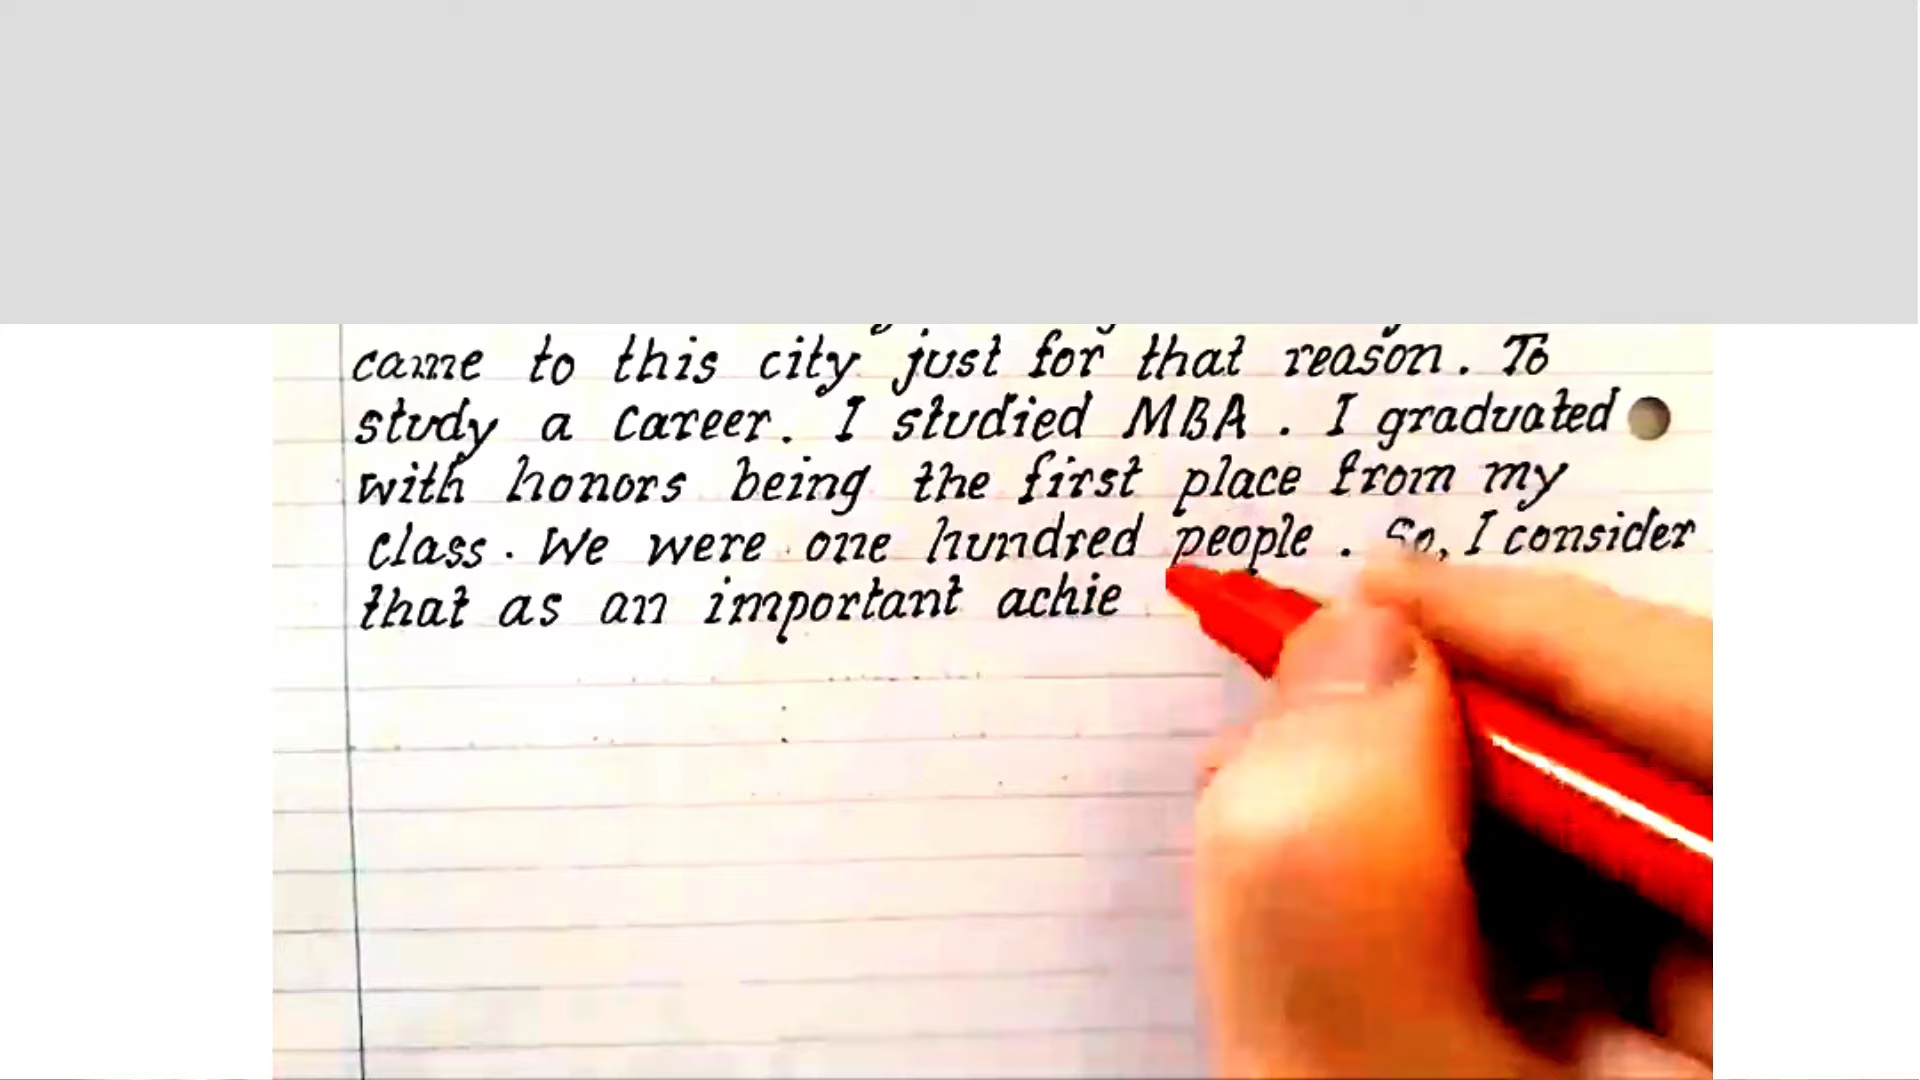 came to this city just for that reason. To
study a career. I studied MBA. I graduated
with honors being the first place from my
class. We were one hundred people. So, I consider
that as an important achie